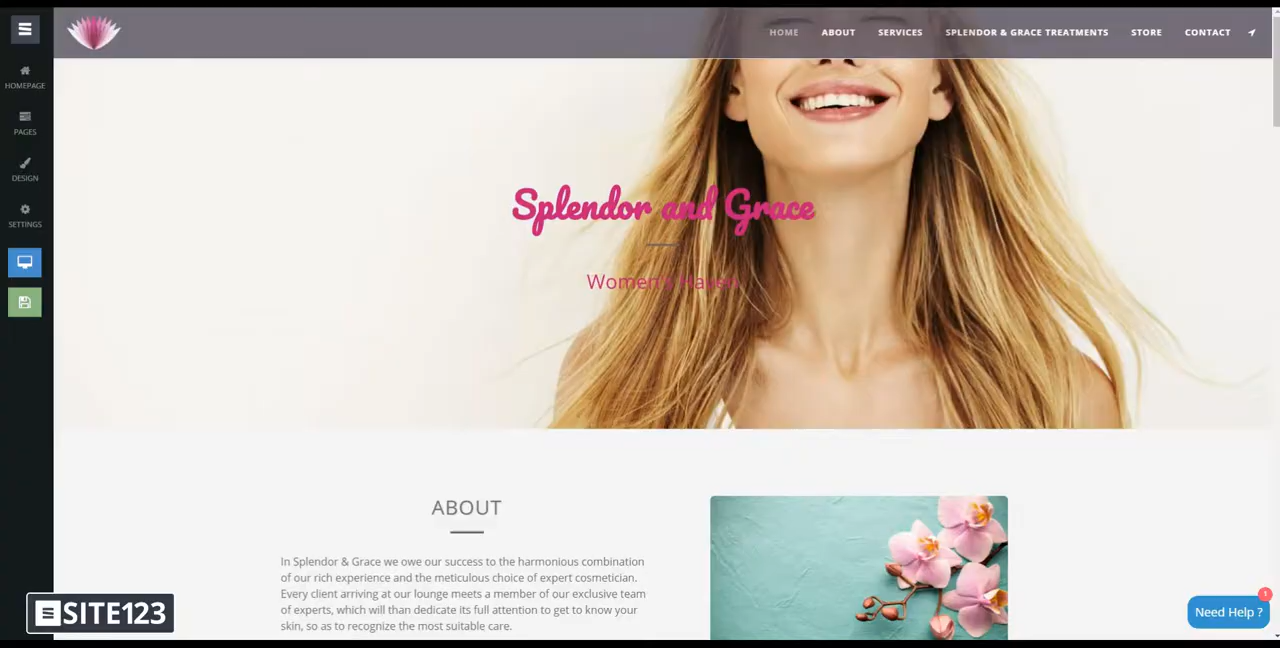 HOME ABOUT SERVICES SPLENDOR & GRACE TREATMENTS STORE CONTACT
HOMEPAGE
PAGES
DESIGN
SETTINGS
Splendor and Grace
Women's Haven
ABOUT
In Splendor & Grace we owe our success to the harmonious combination
of our rich experience and the meticulous choice of expert cosmetician.
Every client arriving at our lounge meets a member of our exclusive team
of experts, which will than dedicate its full attention to get to know your
skin, so as to recognize the most suitable care.
SITE123
1
Need Help ?